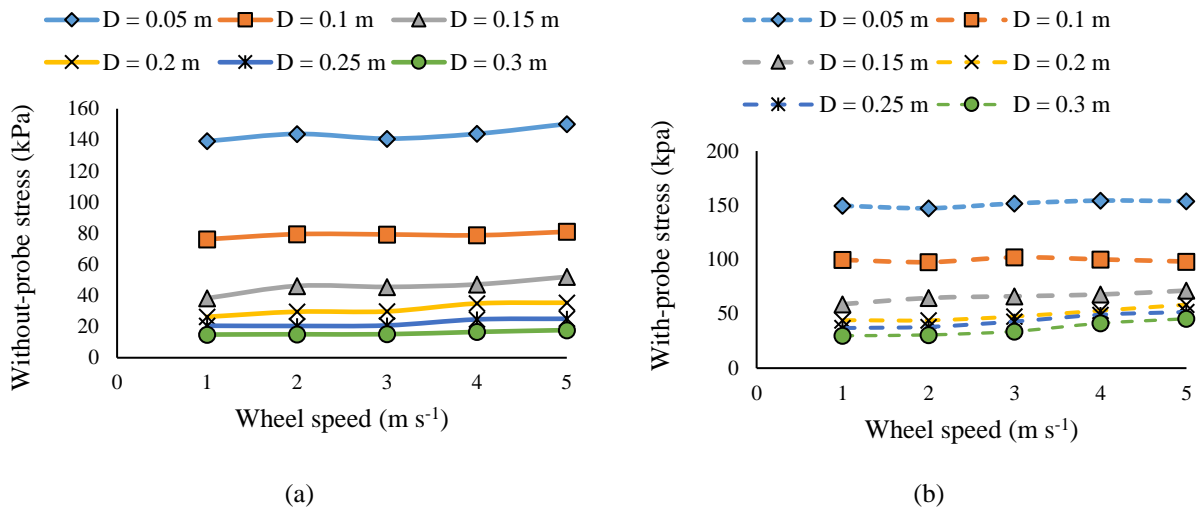 D = 0.05 m D = 0.1 m D = 0.15 m
D = 0.2 m D = 0.25 m D = 0.3 m
Without-probe stress (kPa)
160
140
120
100
80
60
40
20
0
0 1 2 3 4 5
Wheel speed (m s⁻¹)
(a)
D = 0.05 m D = 0.1 m
D = 0.15 m D = 0.2 m
D = 0.25 m D = 0.3 m
With-probe stress (kpa)
200
150
100
50
0
0 1 2 3 4 5
Wheel speed (m s⁻¹)
(b)